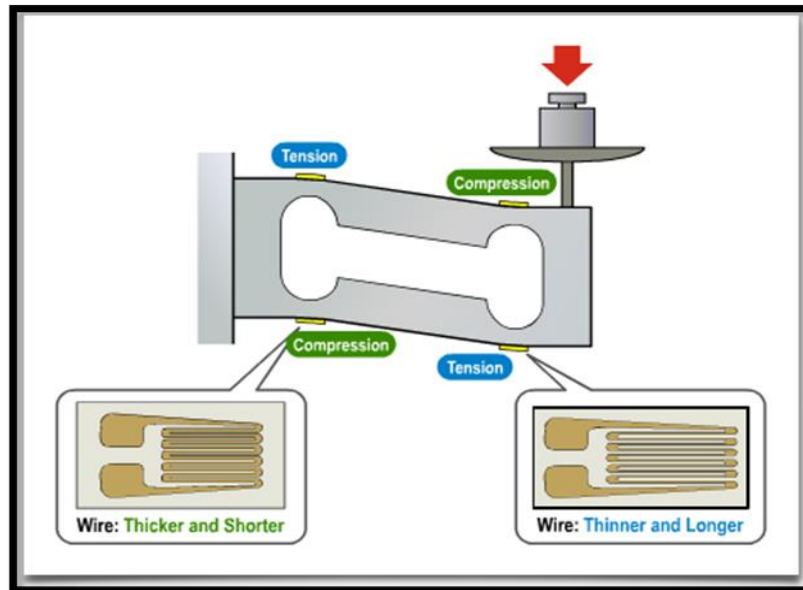 Tension
Compression
Compression
Tension
Wire: Thicker and Shorter
Wire: Thinner and Longer